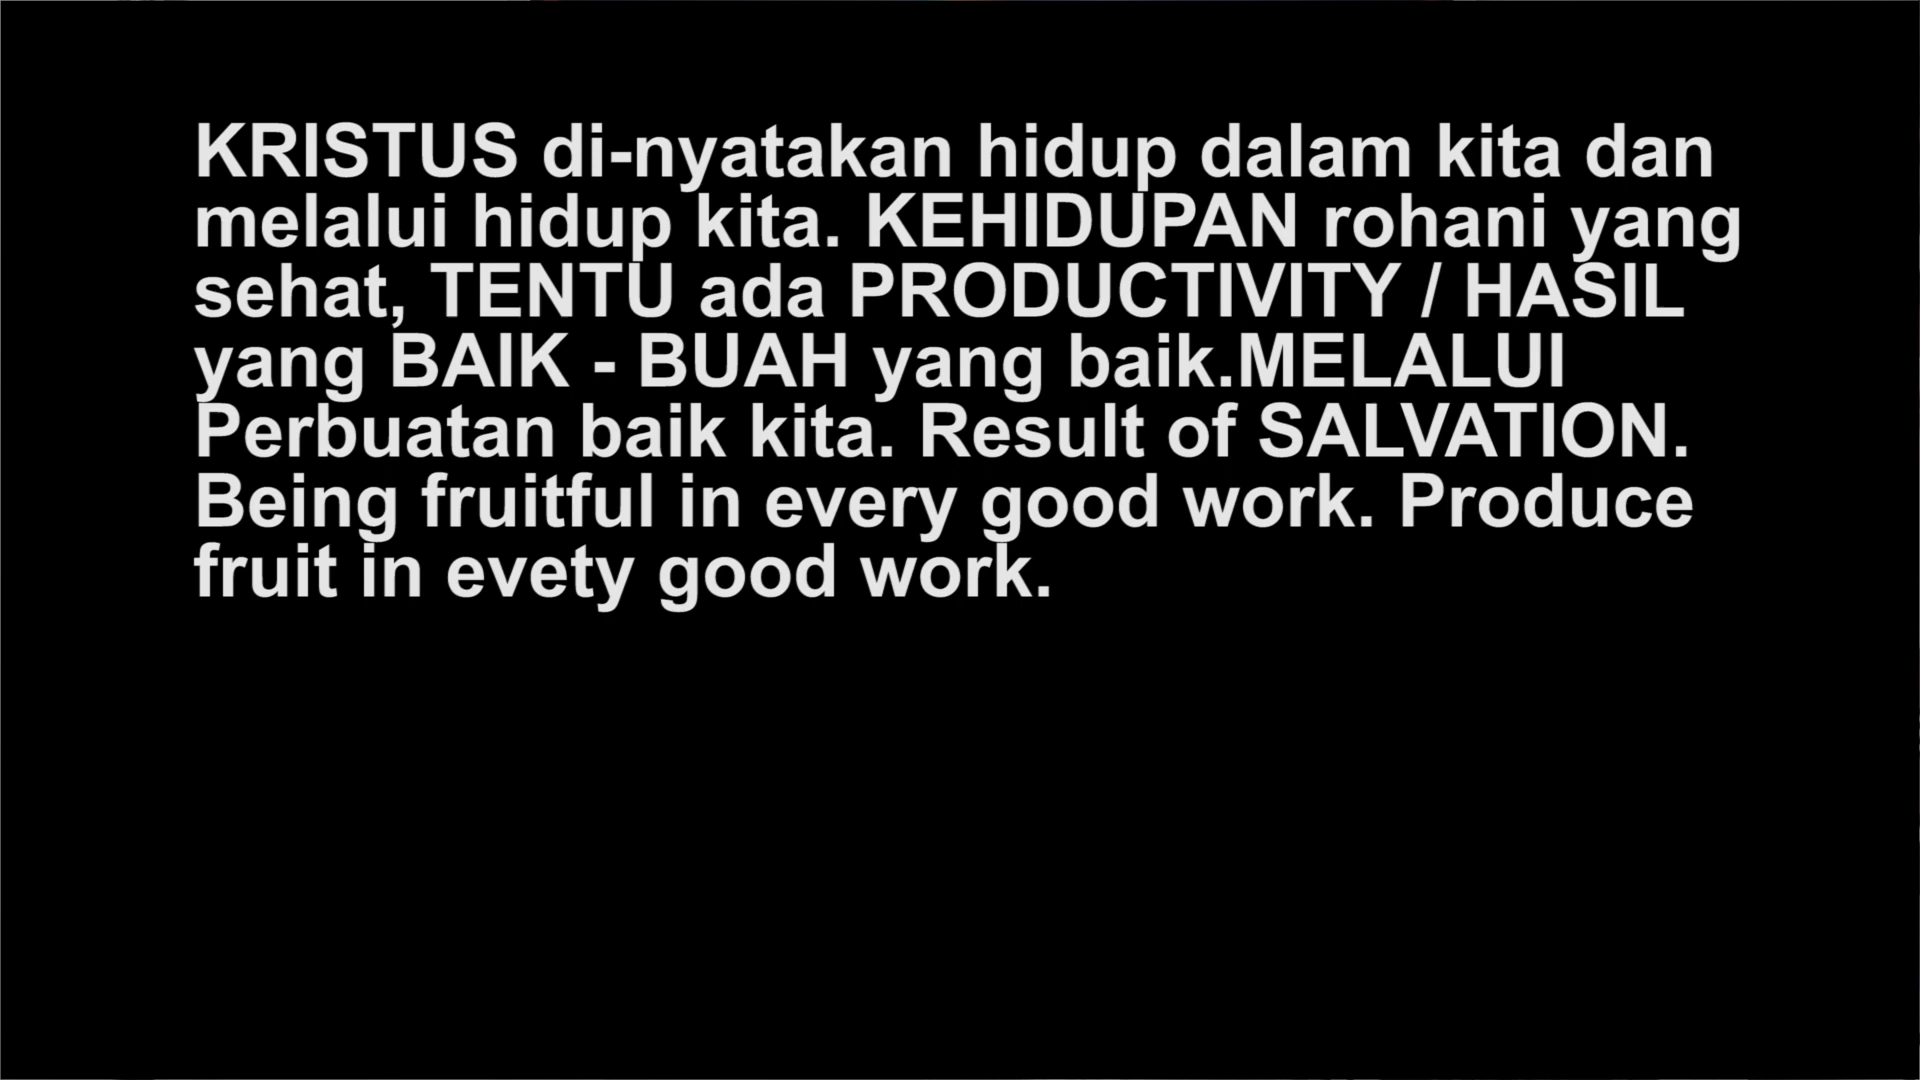 KRISTUS di-nyatakan hidup dalam kita dan
melalui hidup kita. KEHIDUPAN rohani yang
sehat, TENTU ada PRODUCTIVITY / HASIL
yang BAIK - BUAH yang baik.MELALUI
Perbuatan baik kita. Result of SALVATION.
Being fruitful in every good work. Produce
fruit in evety good work.